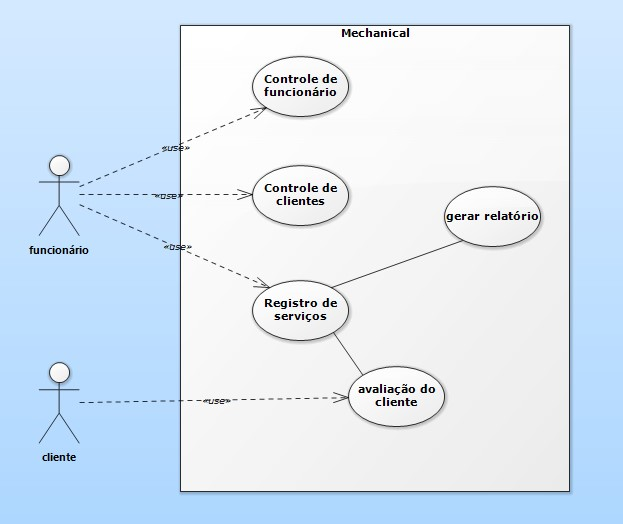 Mechanical
Controle de
funcionário
«use»
Controle de
clientes
«use»
gerar relatório
funcionário
«use»
Registro de
serviços
avaliação do
cliente
«use»
cliente